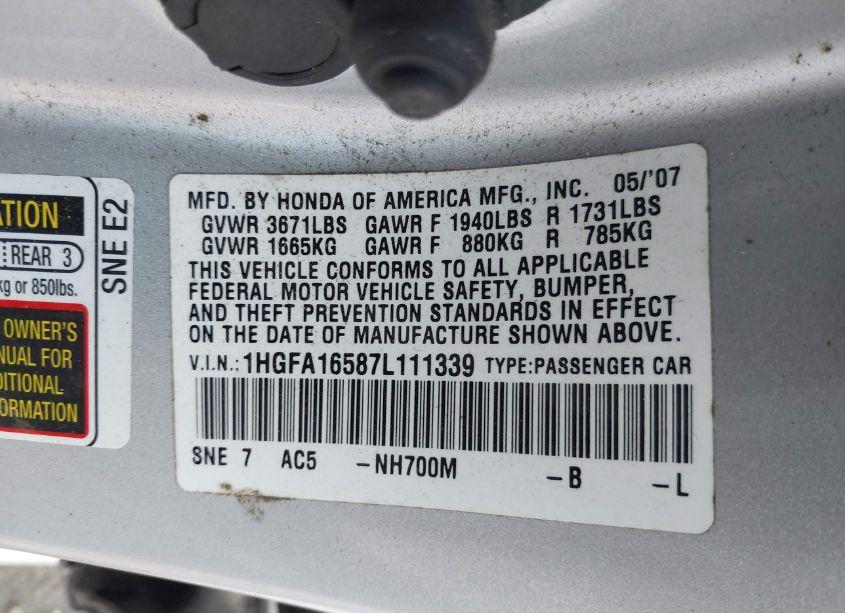 ATION
REAR 3
kg or 850lbs.
OWNER'S
NUAL FOR
DITIONAL
FORMATION
SNE E2
MFD. BY HONDA OF AMERICA MFG., INC. 05/'07
GVWR 3671LBS GAWR F 1940LBS R 1731LBS
GVWR 1665KG GAWR F 880KG R 785KG
THIS VEHICLE CONFORMS TO ALL APPLICABLE
FEDERAL MOTOR VEHICLE SAFETY, BUMPER,
AND THEFT PREVENTION STANDARDS IN EFFECT
ON THE DATE OF MANUFACTURE SHOWN ABOVE.
V.I.N.: 1HGFA16587L111339 TYPE:PASSENGER CAR
SNE 7 AC5 -NH700M -B -L